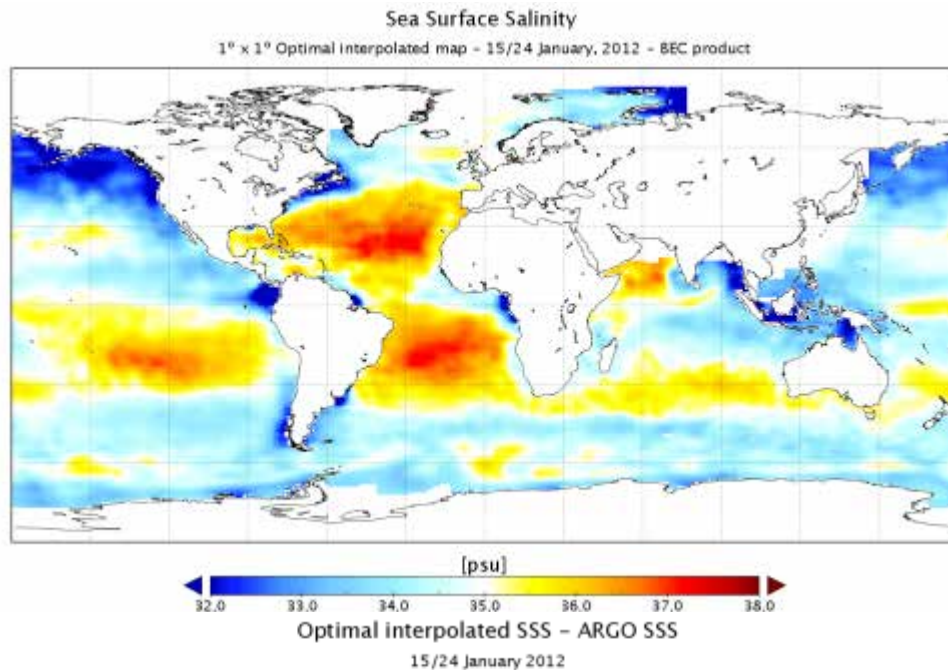 Sea Surface Salinity
1° x 1° Optimal interpolated map – 15/24 January, 2012 – BEC product
[psu]
32.0 33.0 34.0 35.0 36.0 37.0 38.0
Optimal interpolated SSS – ARGO SSS
15/24 January 2012